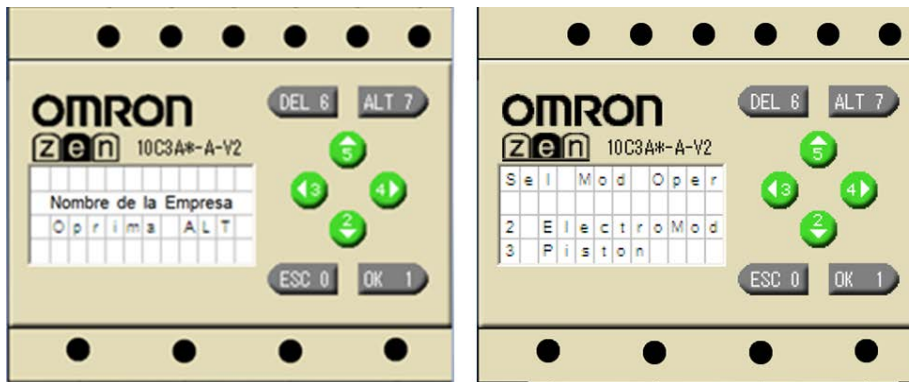 DEL 6 ALT 7
OMRON
zen 10C3A*-A-V2
5
3 4
2
Nombre de la Empresa
Oprima ALT
ESC 0 OK 1
DEL 6 ALT 7
OMRON
zen 10C3A*-A-V2
5
3 4
2
Sel Mod Oper
2 ElectroMod
3 Piston
ESC 0 OK 1